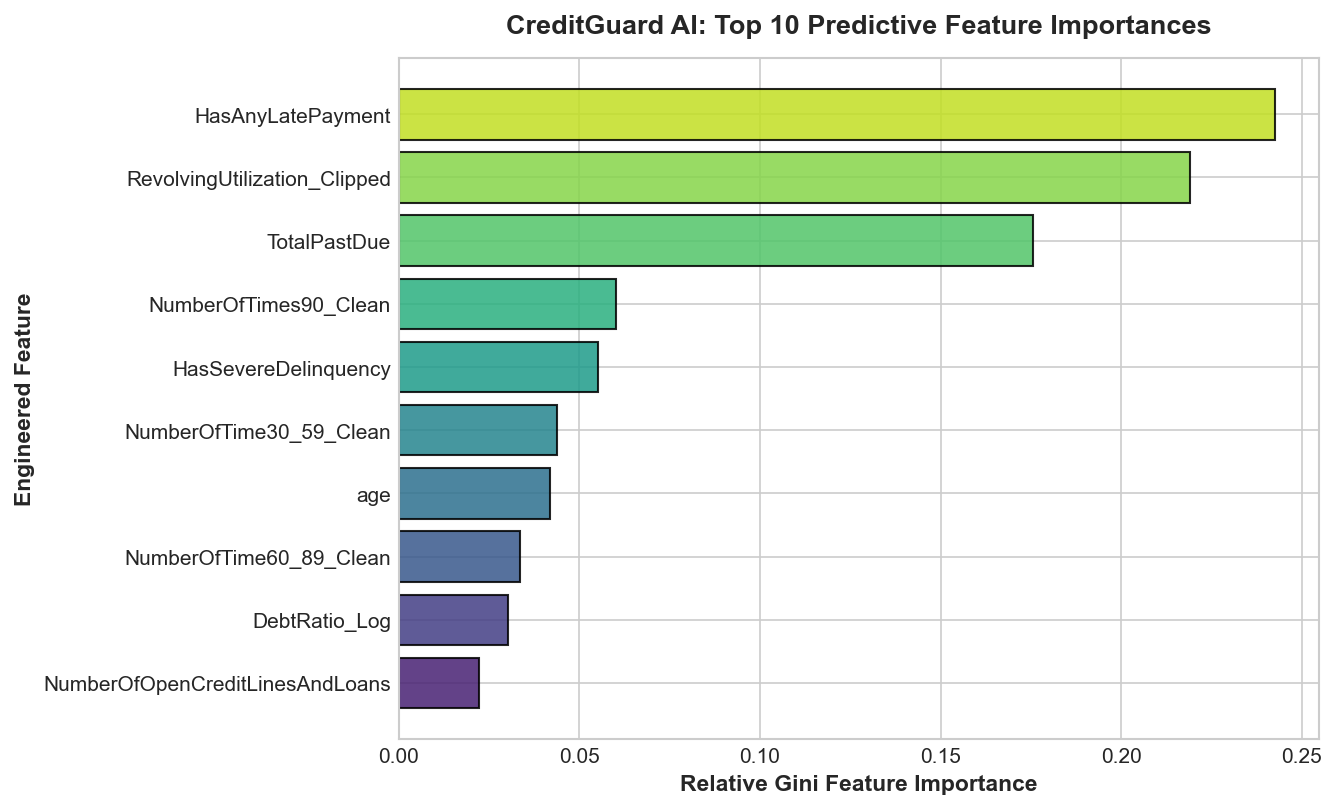 CreditGuard AI: Top 10 Predictive Feature Importances
Engineered Feature
HasAnyLatePayment
RevolvingUtilization_Clipped
TotalPastDue
NumberOfTimes90_Clean
HasSevereDelinquency
NumberOfTime30_59_Clean
age
NumberOfTime60_89_Clean
DebtRatio_Log
NumberOfOpenCreditLinesAndLoans
0.00 0.05 0.10 0.15 0.20 0.25
Relative Gini Feature Importance